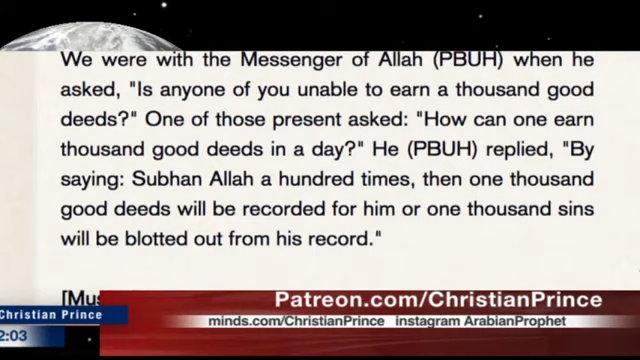 We were with the Messenger of Allah (PBUH) when he
asked, "Is anyone of you unable to earn a thousand good
deeds?" One of those present asked: "How can one earn
thousand good deeds in a day?" He (PBUH) replied, "By
saying: Subhan Allah a hundred times, then one thousand
good deeds will be recorded for him or one thousand sins
will be blotted out from his record."
Patreon.com/ChristianPrince
Christian Prince
minds.com/ChristianPrince instagram ArabianProphet
2:03